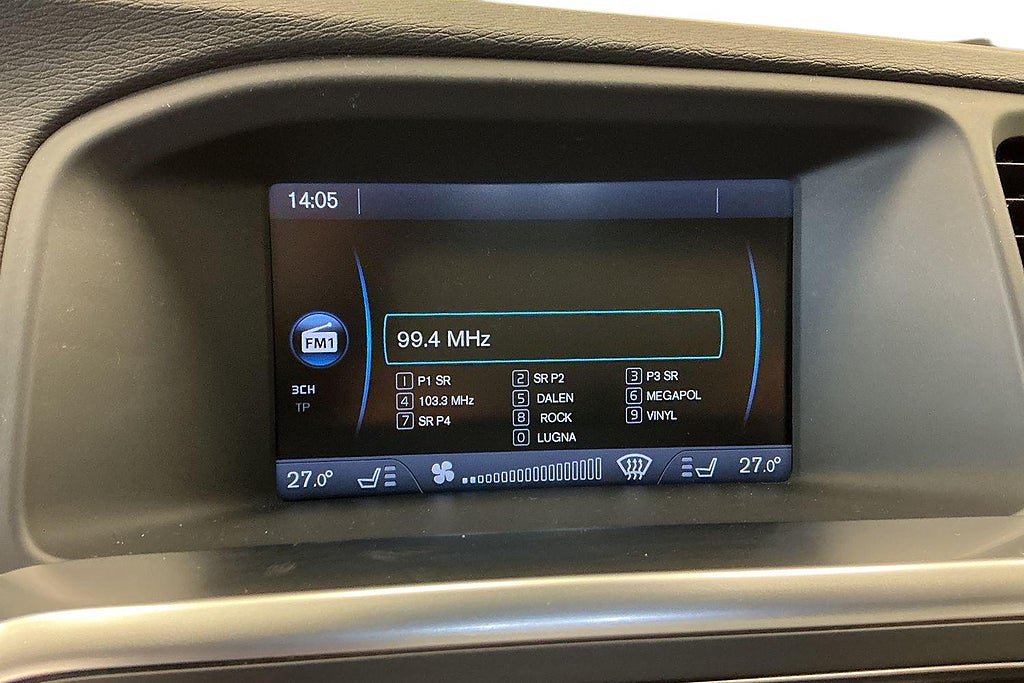 14:05
FM1
99.4 MHz
3CH
TP
1 P1 SR 2 SR P2 3 P3 SR
4 103.3 MHz 5 DALEN 6 MEGAPOL
7 SR P4 8 ROCK 9 VINYL
0 LUGNA
27.0° 27.0°